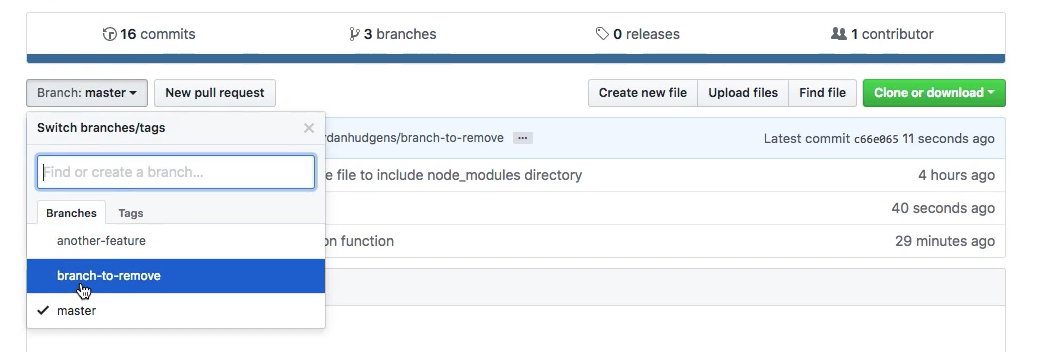 16 commits 3 branches 0 releases 1 contributor
Branch: master New pull request Create new file Upload files Find file Clone or download
Switch branches/tags
rdanhudgens/branch-to-remove ... Latest commit c66e065 11 seconds ago
Find or create a branch...
e file to include node_modules directory 4 hours ago
Branches Tags
40 seconds ago
another-feature
on function 29 minutes ago
branch-to-remove
master